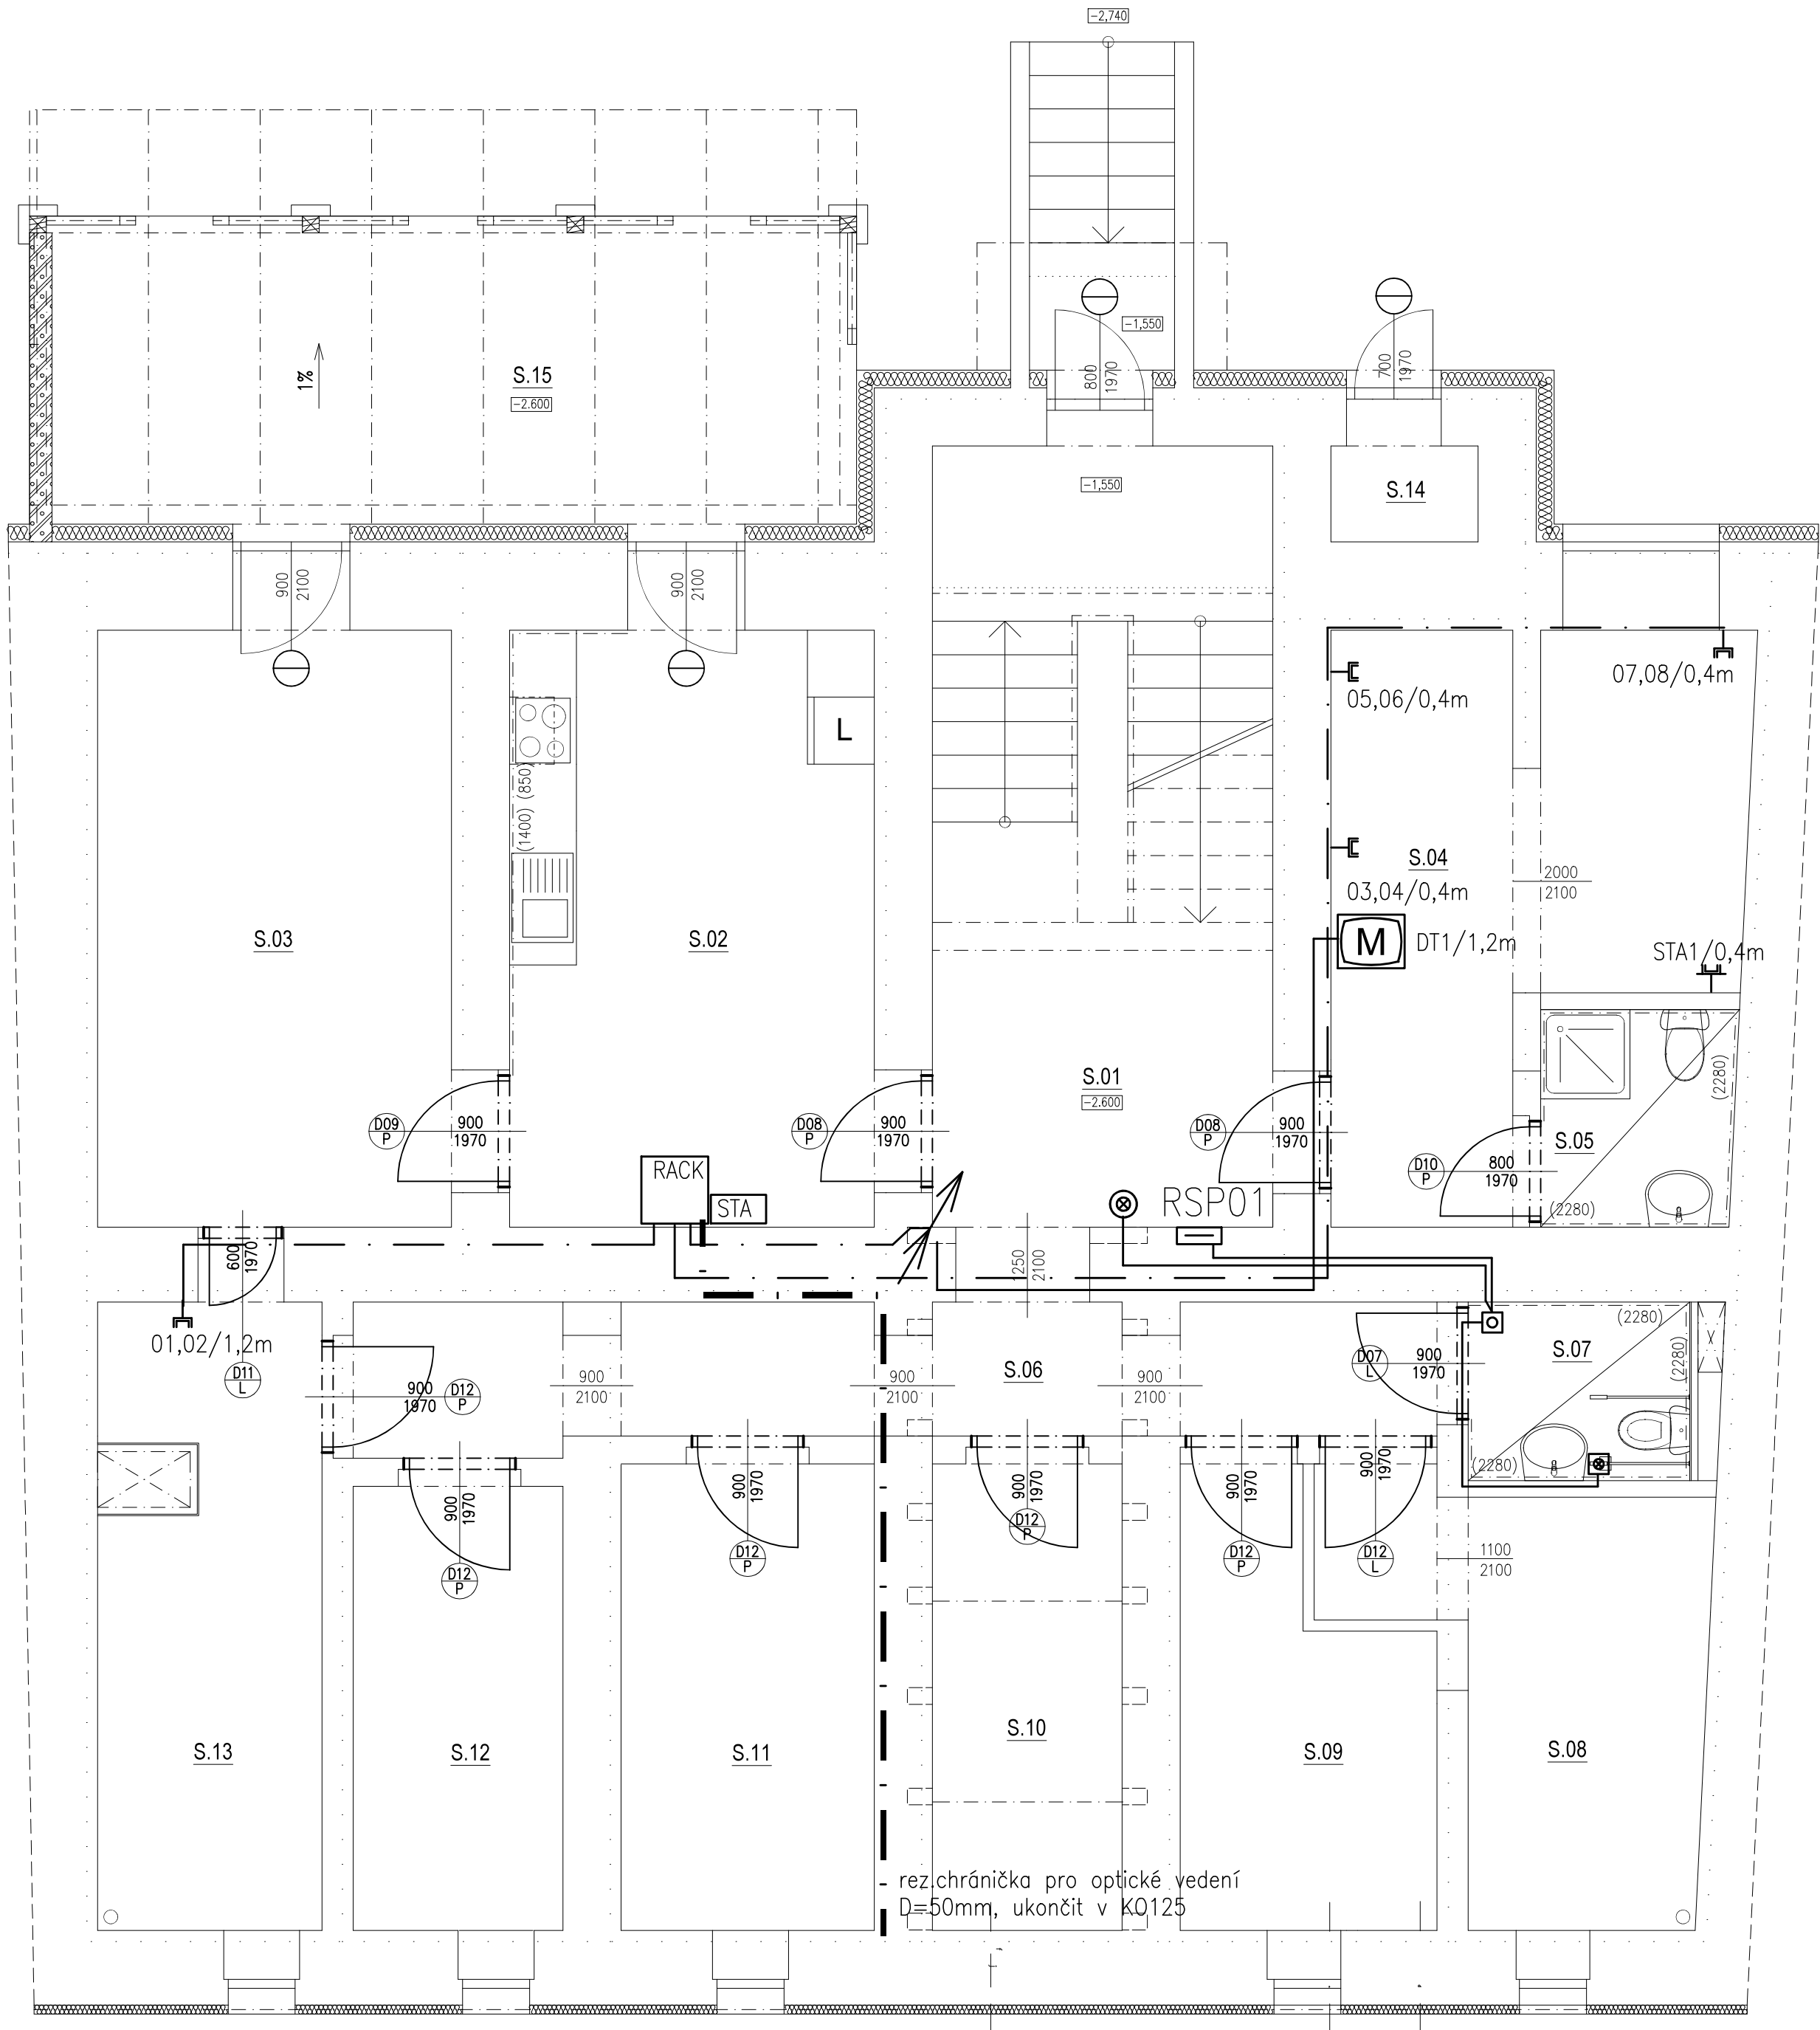 -2,740
-1,550
800
1970
700
1970
S.15
-2.600
1%
-1,550
S.14
900
2100
900
2100
07,08/0,4m
05,06/0,4m
L
(1400) (850)
S.04
03,04/0,4m
2000
2100
S.03
S.02
M
DT1/1,2m
STA1/0,4m
S.01
-2.600
(2280)
D09
P
900
1970
D08
P
900
1970
D08
P
900
1970
S.05
D10
P
800
1970
RACK
STA
RSP01
(2280)
600
1970
1250
2100
01,02/1,2m
(2280)
S.07
(2280)
D11
L
900
1970
D12
P
900
2100
900
2100
S.06
900
2100
D07
L
900
1970
(2280)
900
1970
900
1970
900
1970
900
1970
900
1970
D12
P
D12
P
D12
P
D12
P
D12
L
1100
2100
S.13
S.12
S.11
S.10
S.09
S.08
rez.chránička pro optické vedení
D=50mm, ukončit v KO125